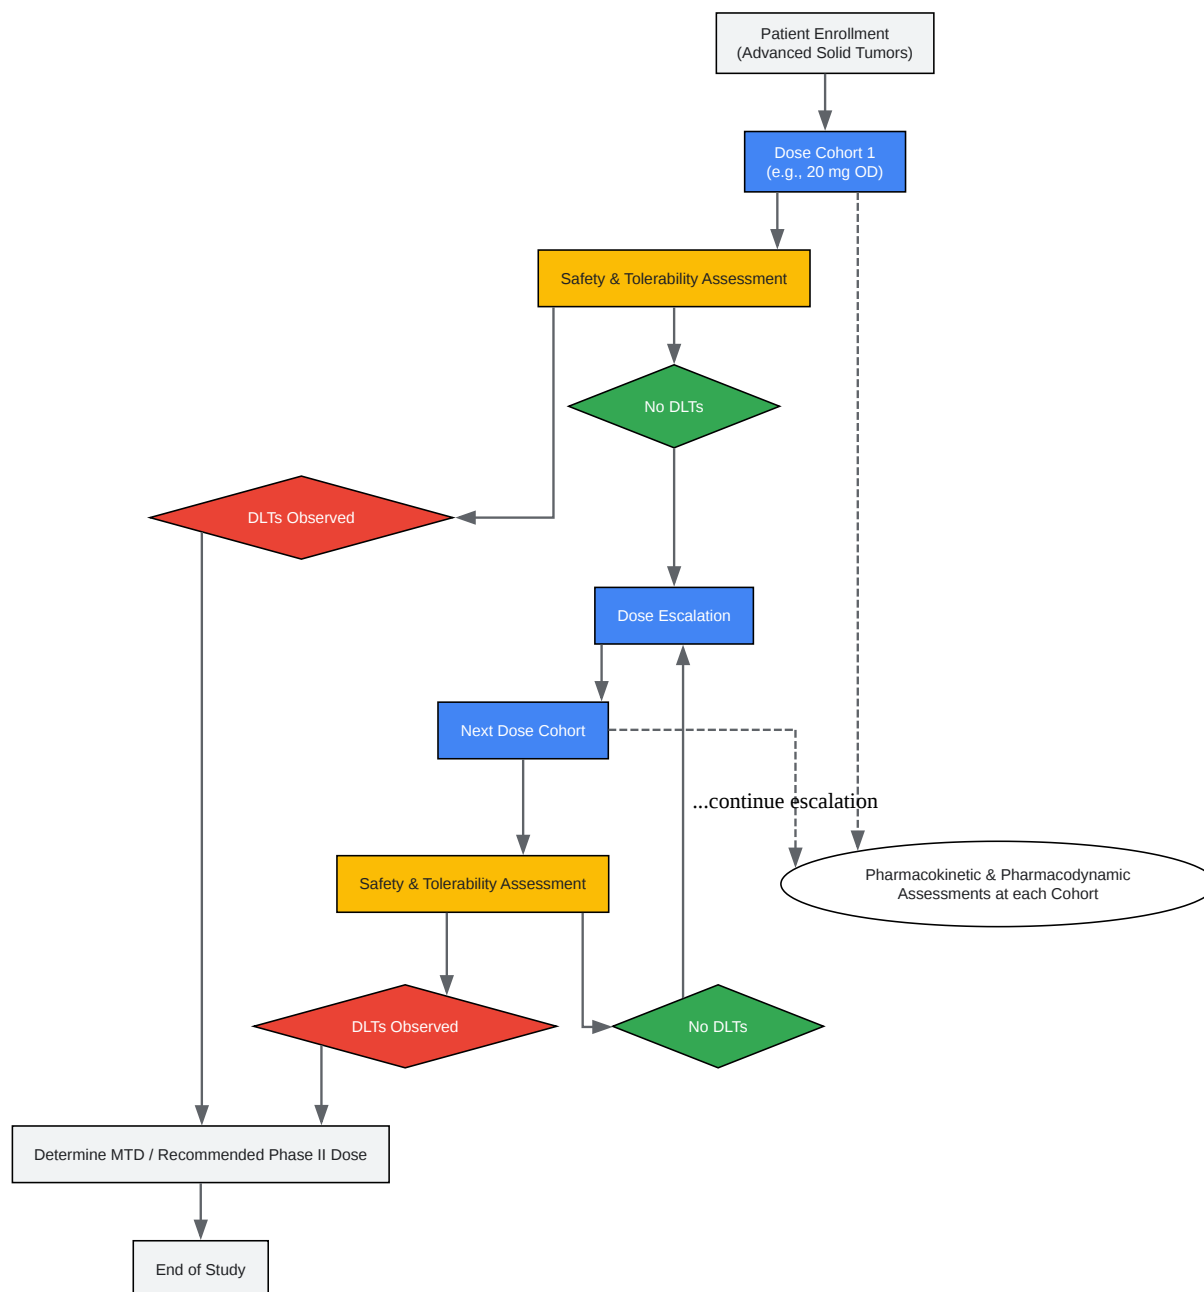 Patient Enrollment
(Advanced Solid Tumors)
Dose Cohort 1
(e.g., 20 mg OD)
Safety & Tolerability Assessment
No DLTs
DLTs Observed
Dose Escalation
Next Dose Cohort
...continue escalation
Pharmacokinetic & Pharmacodynamic
Assessments at each Cohort
Safety & Tolerability Assessment
DLTs Observed
No DLTs
Determine MTD / Recommended Phase II Dose
End of Study